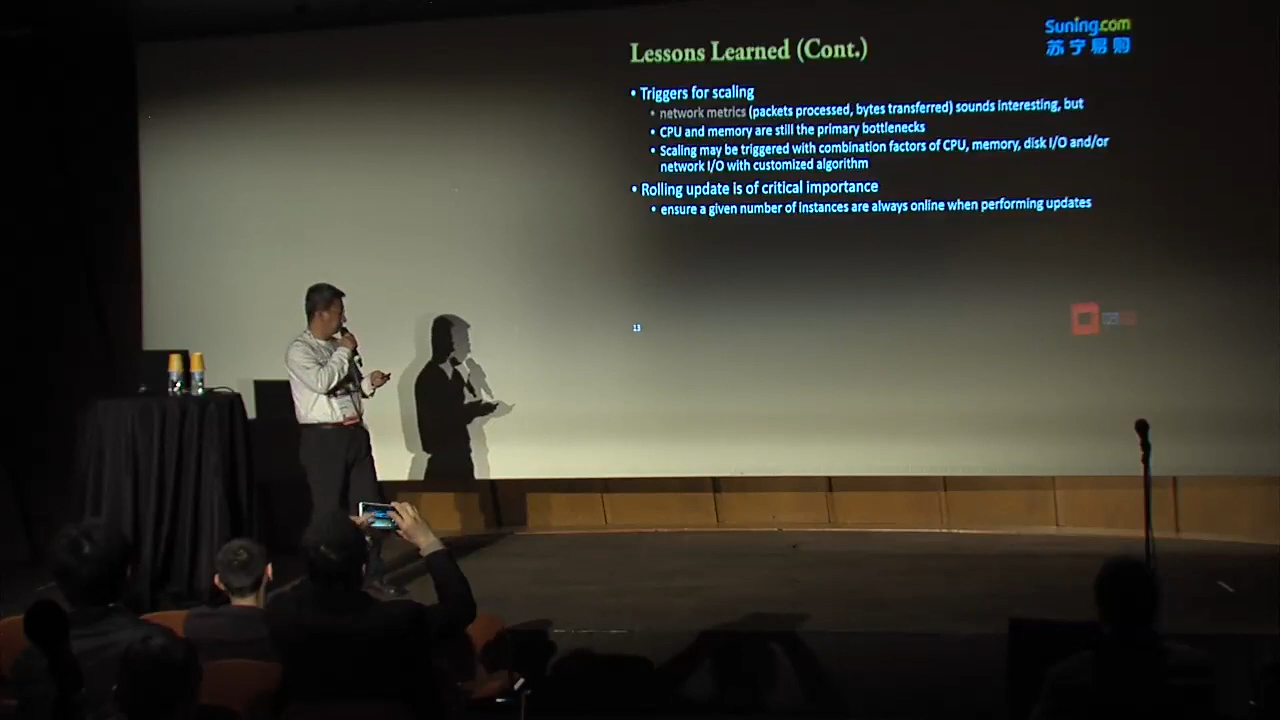 Suning.com
苏宁易购
Lessons Learned (Cont.)
• Triggers for scaling
• network metrics (packets processed, bytes transferred) sounds interesting, but
• CPU and memory are still the primary bottlenecks
• Scaling may be triggered with combination factors of CPU, memory, disk I/O and/or
network I/O with customized algorithm
• Rolling update is of critical importance
• ensure a given number of instances are always online when performing updates
13